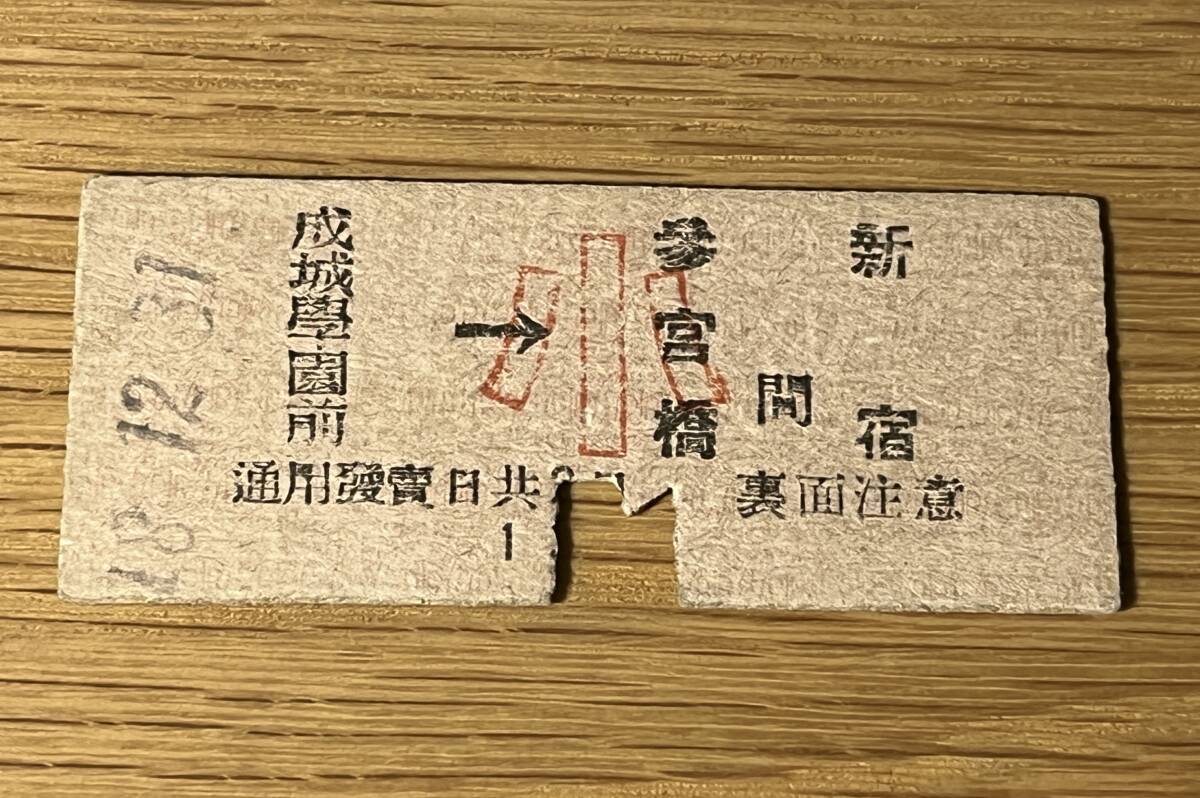 18 12 31
成城學園前
→
小
參宮橋
間
新宿
通用發賣日共2
裏面注意
1